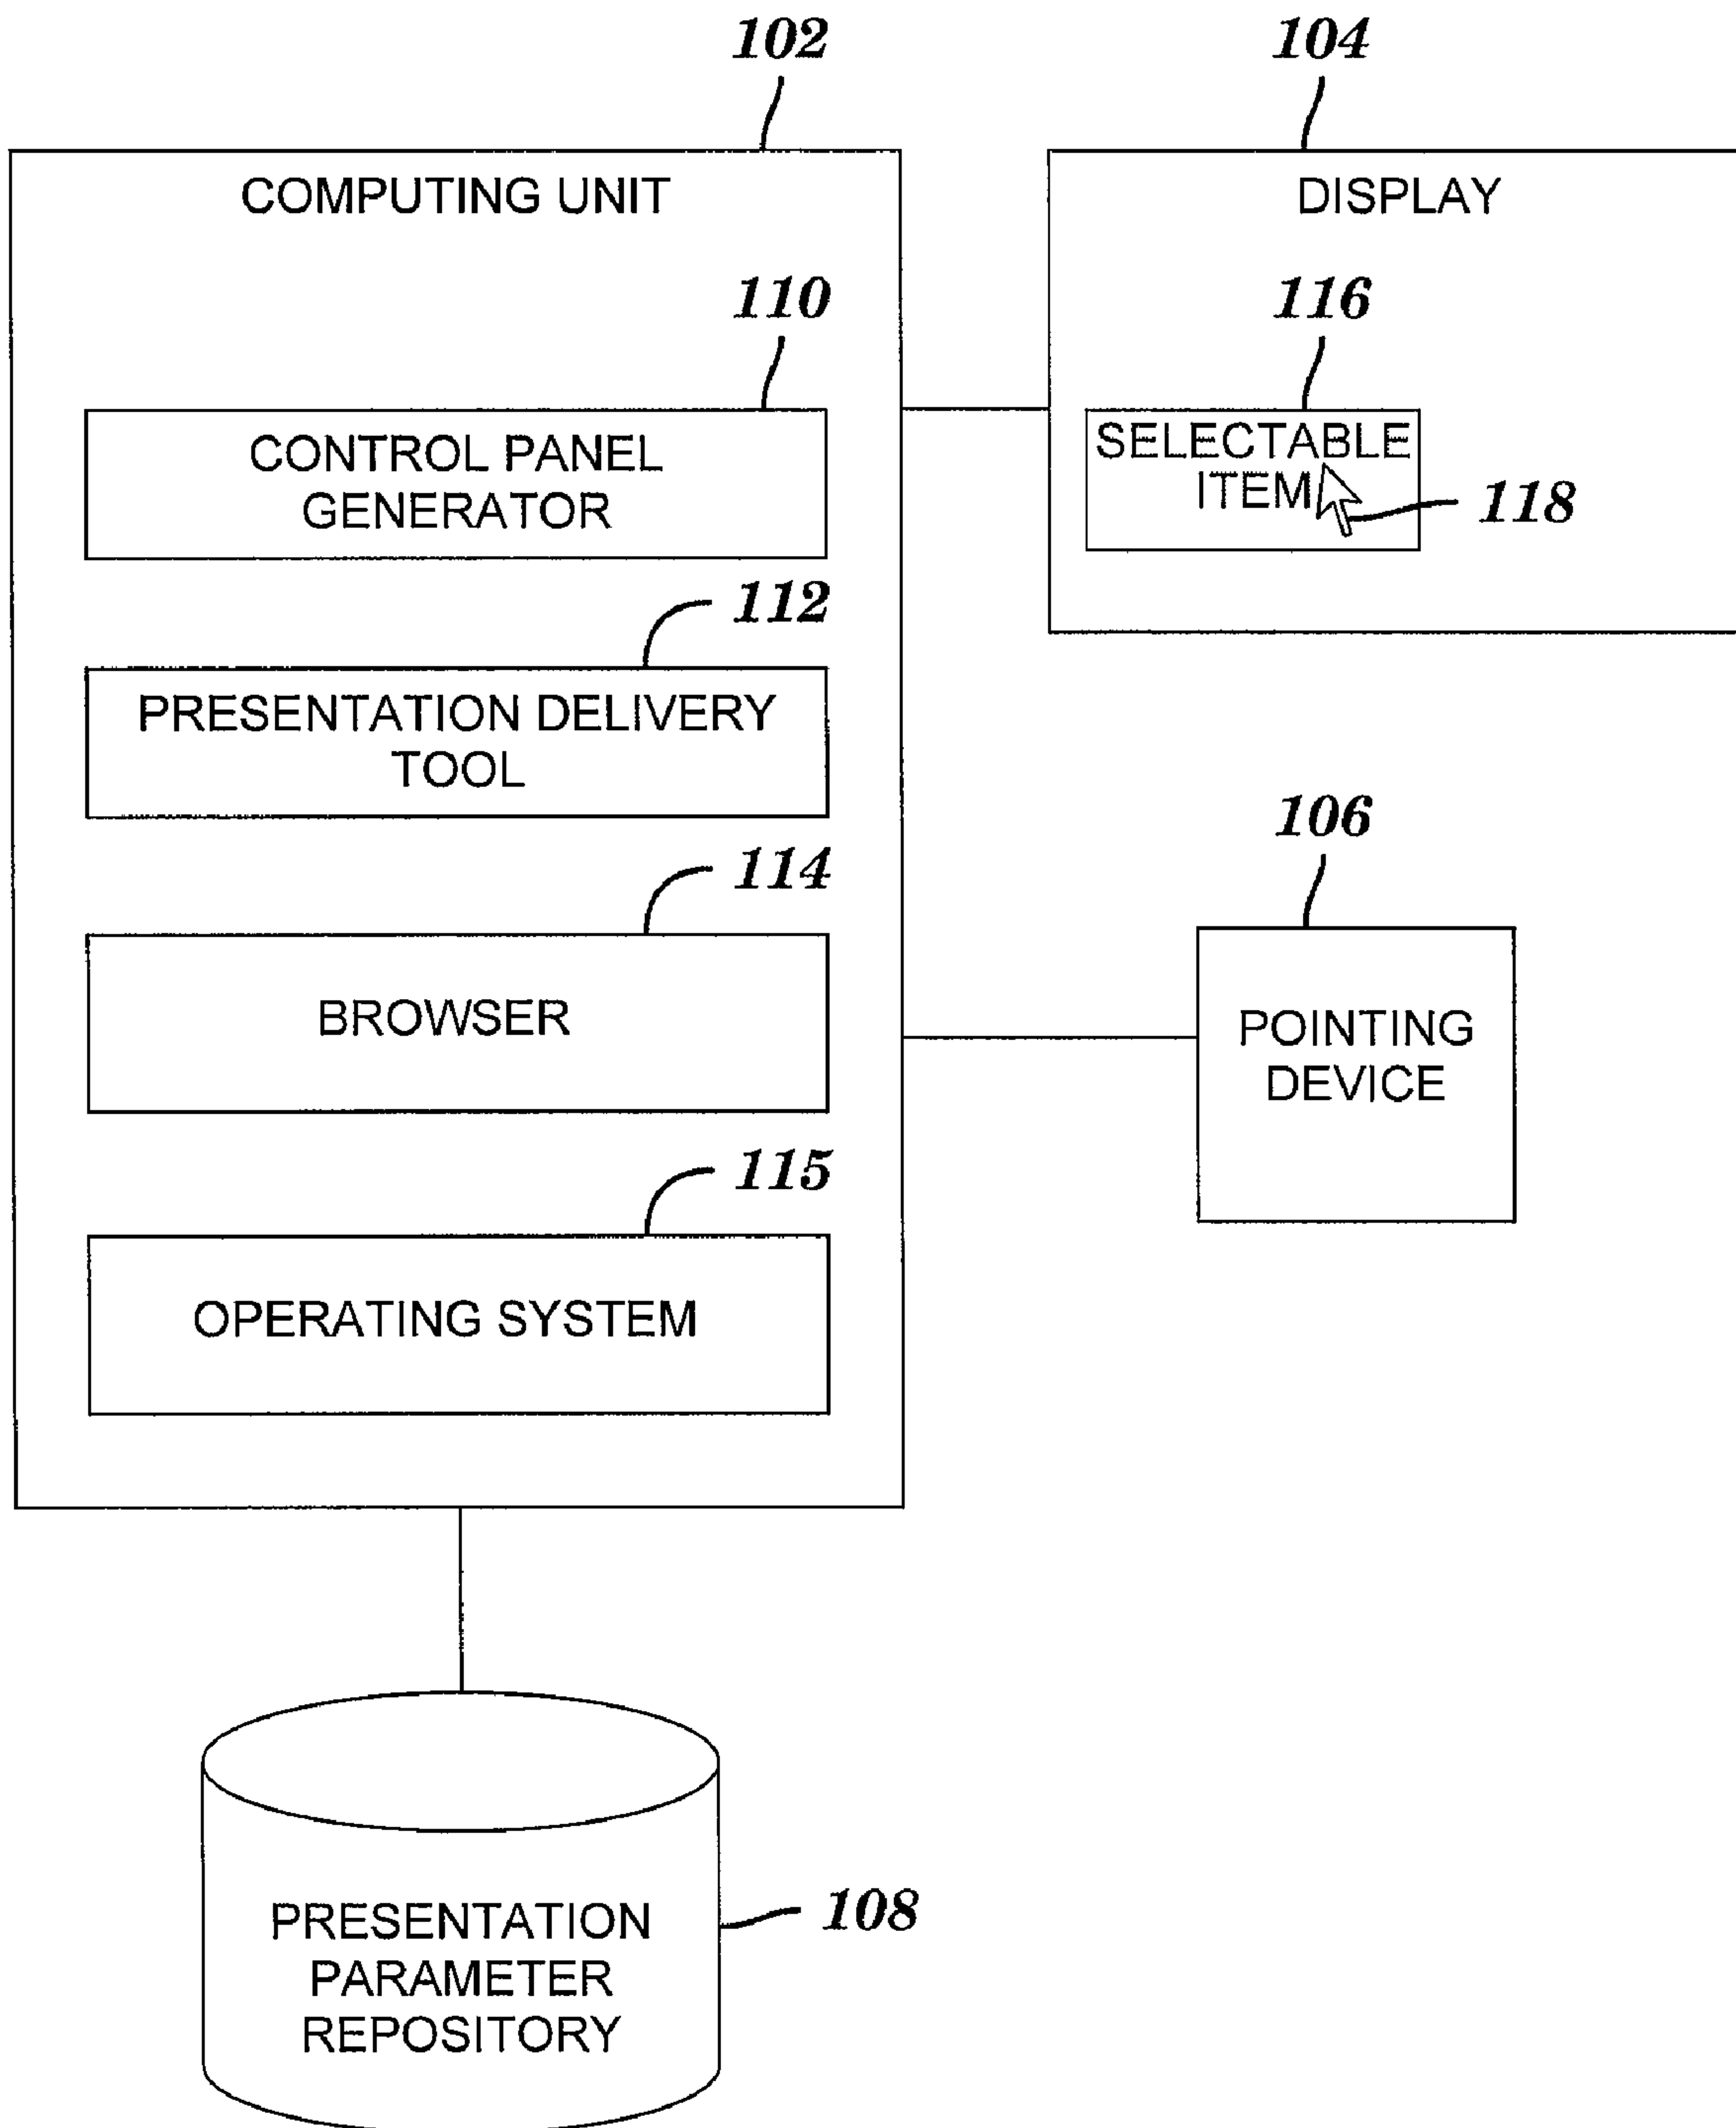 102
104
COMPUTING UNIT
DISPLAY
110
116
CONTROL PANEL
GENERATOR
SELECTABLE
ITEM
118
112
PRESENTATION DELIVERY
TOOL
106
114
BROWSER
POINTING
DEVICE
115
OPERATING SYSTEM
108
PRESENTATION
PARAMETER
REPOSITORY